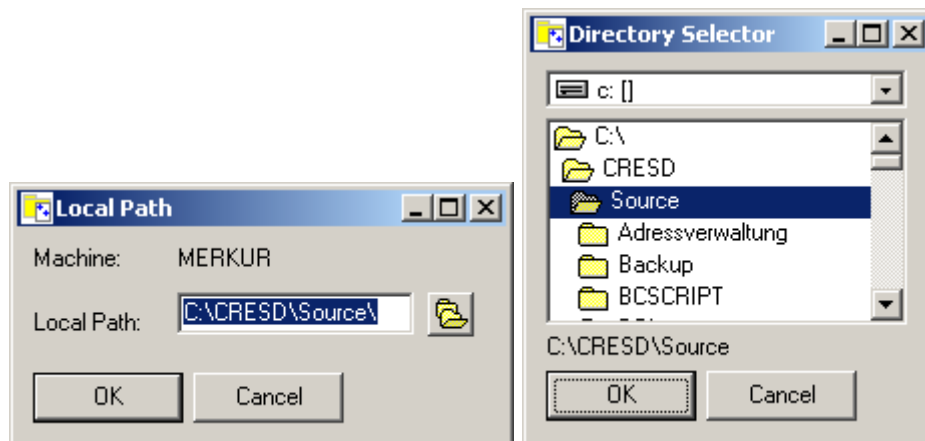 Local Path
Machine: MERKUR
Local Path: C:\CRESD\Source\
OK Cancel
Directory Selector
c: []
C:\
CRESD
Source
Adressverwaltung
Backup
BCSCRIPT
C:\CRESD\Source
OK Cancel